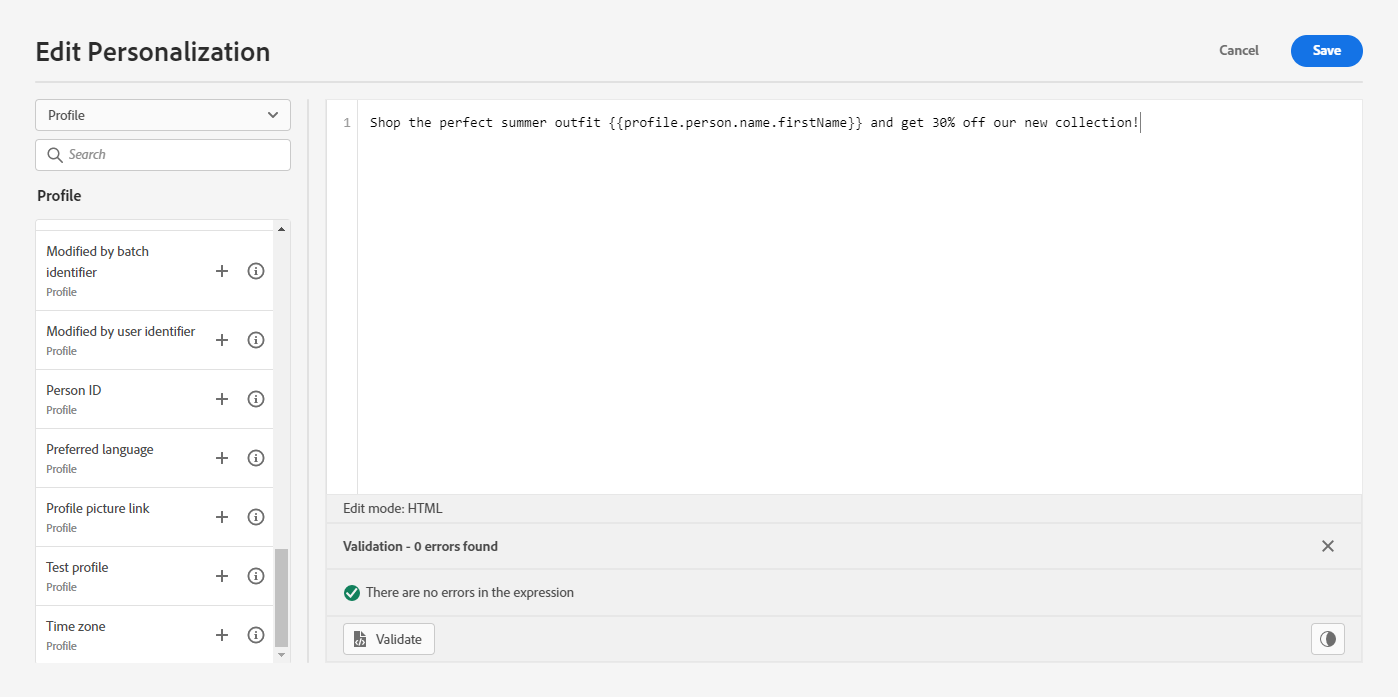 Edit Personalization
Cancel
Save
Profile
Search
Profile
Modified by batch
identifier
Profile
Modified by user identifier
Profile
Person ID
Profile
Preferred language
Profile
Profile picture link
Profile
Test profile
Profile
Time zone
Profile
1
Shop the perfect summer outfit {{profile.person.name.firstName}} and get 30% off our new collection!
Edit mode: HTML
Validation - 0 errors found
There are no errors in the expression
Validate